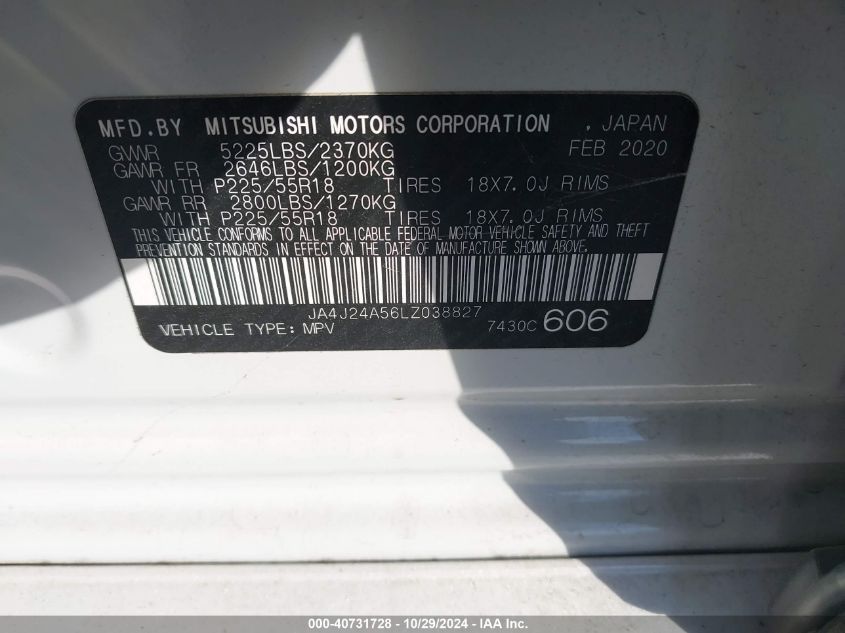 MFD.BY MITSUBISHI MOTORS CORPORATION , JAPAN
GVWR 5225LBS/2370KG FEB 2020
GAWR FR 2646LBS/1200KG
WITH P225/55R18 TIRES 18X7.0J RIMS
GAWR RR 2800LBS/1270KG
WITH P225/55R18 TIRES 18X7.0J RIMS
THIS VEHICLE CONFORMS TO ALL APPLICABLE FEDERAL MOTOR VEHICLE SAFETY AND THEFT
PREVENTION STANDARDS IN EFFECT ON THE DATE OF MANUFACTURE SHOWN ABOVE.
JA4J24A56LZ038827
VEHICLE TYPE: MPV 7430C 606
000-40731728 - 10/29/2024 - IAA Inc.